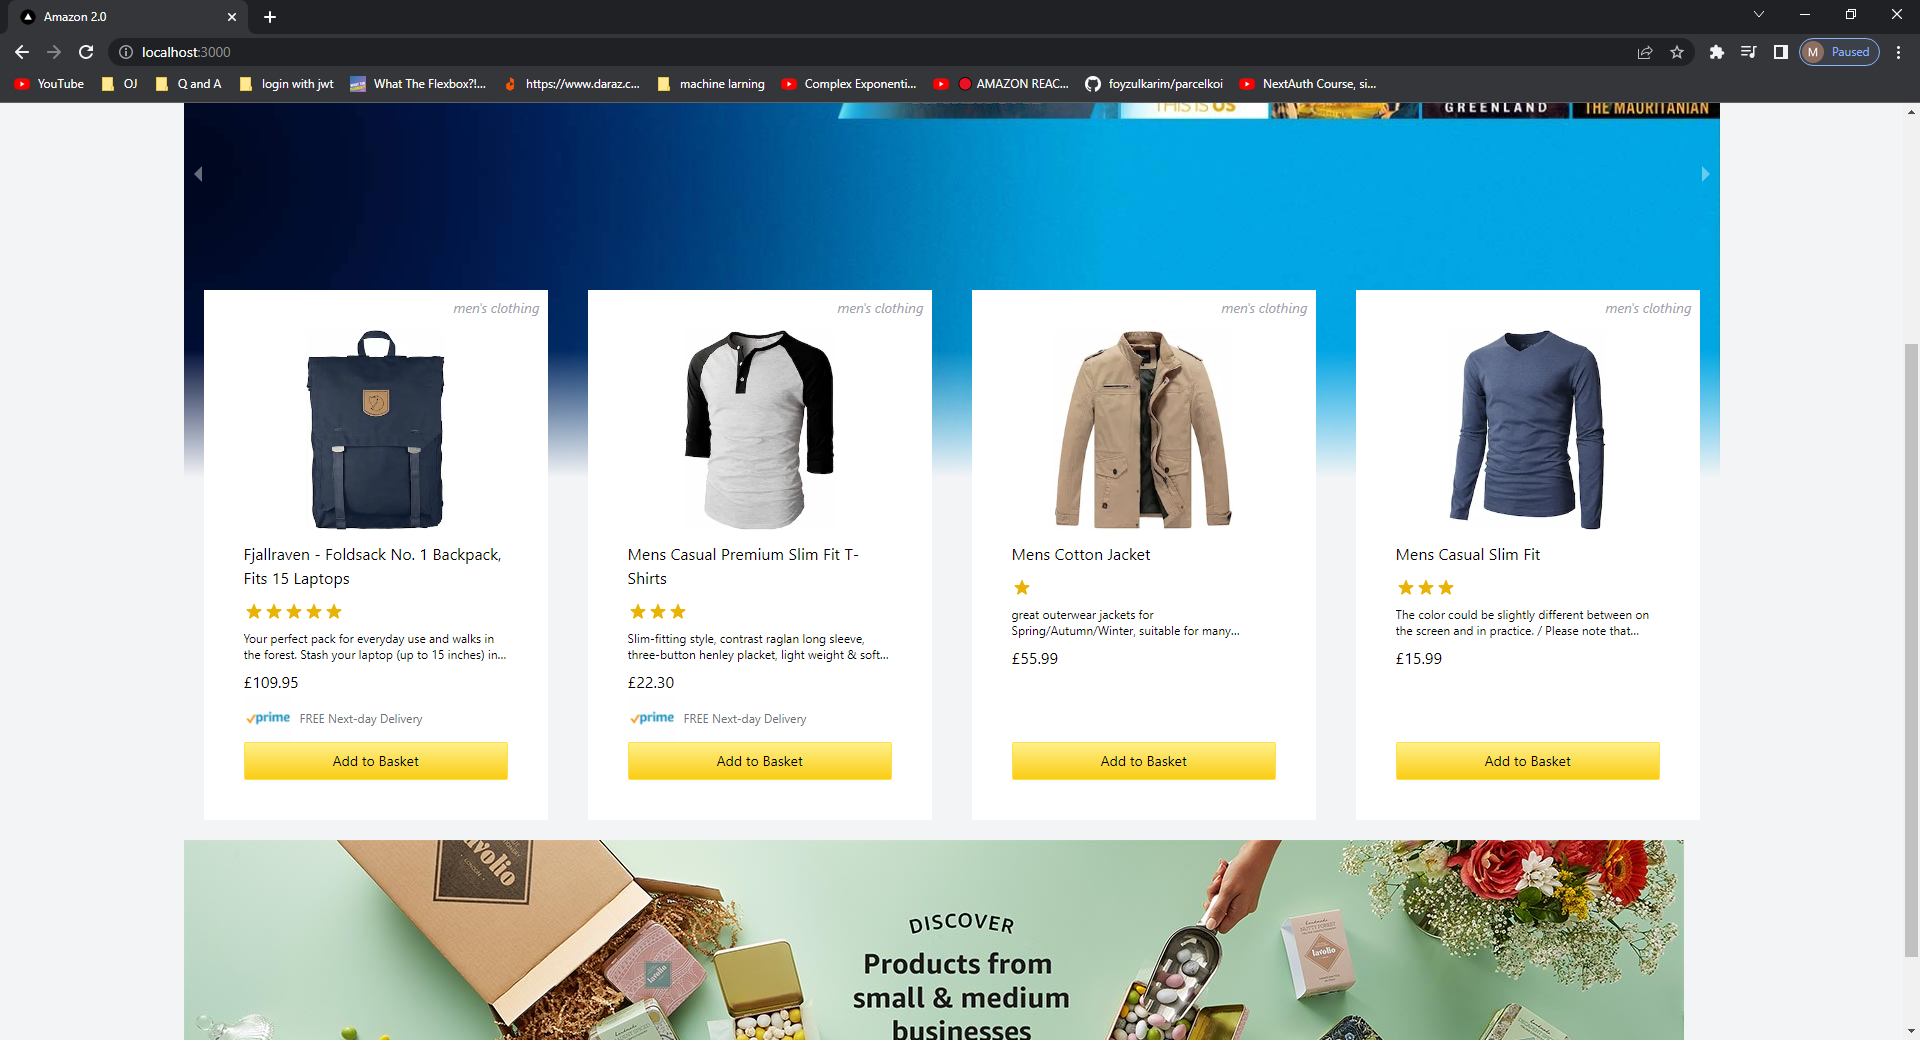 Amazon 2.0
localhost:3000
M Paused
YouTube
OJ
Q and A
login with jwt
What The Flexbox?!...
https://www.daraz.c...
machine larning
Complex Exponenti...
AMAZON REAC...
foyzulkarim/parcelkoi
NextAuth Course, si...
THIS IS US
GREENLAND
THE MAURITANIAN
men's clothing
Fjallraven - Foldsack No. 1 Backpack,
Fits 15 Laptops
Your perfect pack for everyday use and walks in
the forest. Stash your laptop (up to 15 inches) in...
£109.95
prime FREE Next-day Delivery
Add to Basket
men's clothing
Mens Casual Premium Slim Fit T-
Shirts
Slim-fitting style, contrast raglan long sleeve,
three-button henley placket, light weight & soft...
£22.30
prime FREE Next-day Delivery
Add to Basket
men's clothing
Mens Cotton Jacket
great outerwear jackets for
Spring/Autumn/Winter, suitable for many...
£55.99
Add to Basket
men's clothing
Mens Casual Slim Fit
The color could be slightly different between on
the screen and in practice. / Please note that...
£15.99
Add to Basket
lavolio
LONDON
DISCOVER
Products from
small & medium
businesses
lavolio
NUTTY FOREST
lavolio